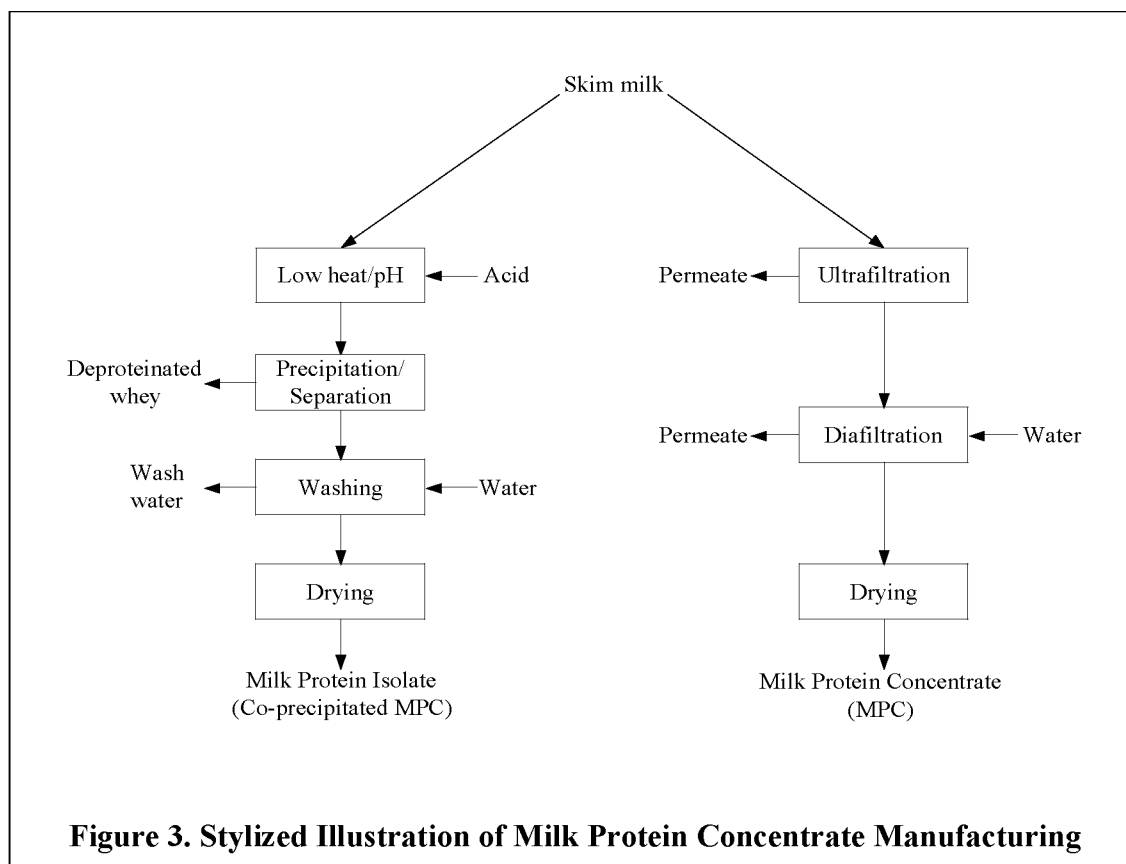 Skim milk
Low heat/pH
Acid
Permeate
Ultrafiltration
Deproteinated
whey
Precipitation/
Separation
Permeate
Diafiltration
Water
Wash
water
Washing
Water
Drying
Drying
Milk Protein Isolate
(Co-precipitated MPC)
Milk Protein Concentrate
(MPC)
Figure 3. Stylized Illustration of Milk Protein Concentrate Manufacturing